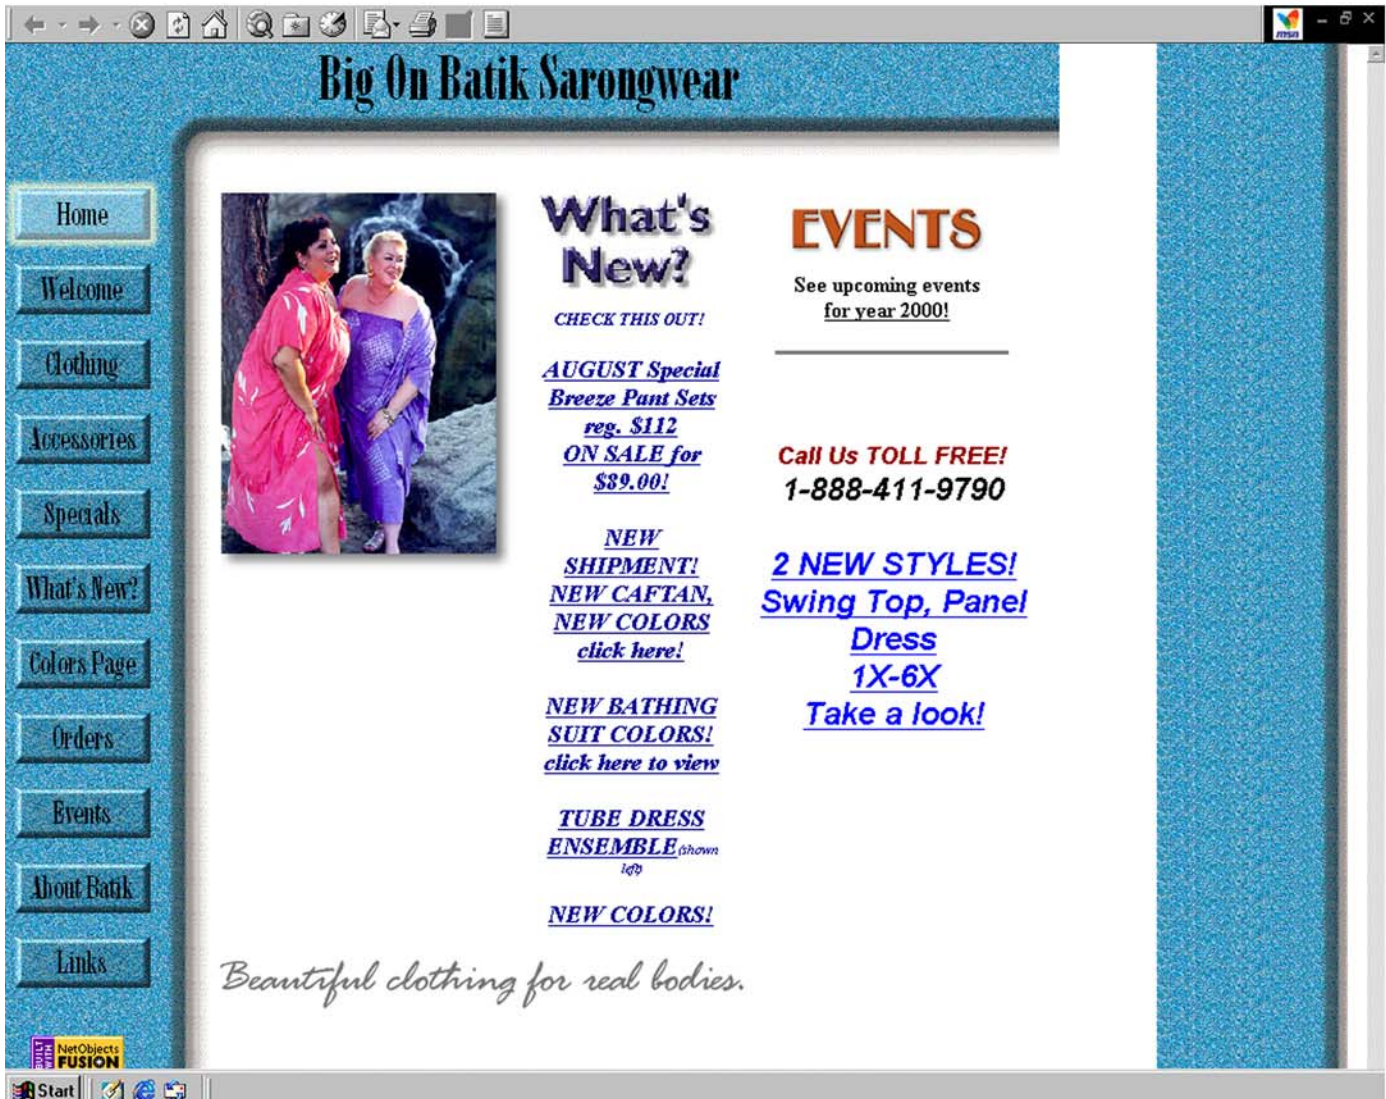 msn
Big On Batik Sarongwear
Home
Welcome
Clothing
Accessories
Specials
What's New?
Colors Page
Orders
Events
About Batik
Links
BUILT WITH
NetObjects
FUSION
What's
New?
CHECK THIS OUT!
AUGUST Special
Breeze Pant Sets
reg. $112
ON SALE for
$89.00!
NEW
SHIPMENT!
NEW CAFTAN,
NEW COLORS
click here!
NEW BATHING
SUIT COLORS!
click here to view
TUBE DRESS
ENSEMBLE (shown
left)
NEW COLORS!
EVENTS
See upcoming events
for year 2000!
Call Us TOLL FREE!
1-888-411-9790
2 NEW STYLES!
Swing Top, Panel
Dress
1X-6X
Take a look!
Beautiful clothing for real bodies.
Start